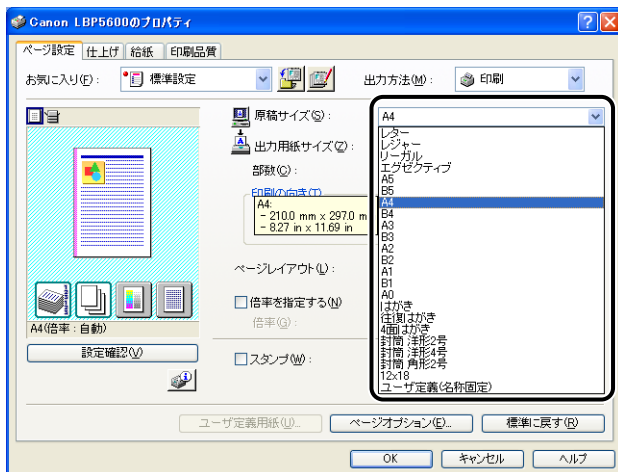 Canon LBP5600のプロパティ
ページ設定 仕上げ 給紙 印刷品質
お気に入り(F): 標準設定 出力方法(M): 印刷
原稿サイズ(S): A4
出力用紙サイズ(Z):
部数(C):
印刷の向き(T)
A4:
- 210.0 mm x 297.0 m
- 8.27 in x 11.69 in
ページレイアウト(L):
倍率を指定する(N)
倍率(G):
スタンプ(W):
A4(倍率:自動)
設定確認(V)
レター
レジャー
リーガル
エグゼクティブ
A5
B5
A4
B4
A3
B3
A2
B2
A1
B1
A0
はがき
往復はがき
4面はがき
封筒 洋形2号
封筒 洋形4号
封筒 角形2号
12x18
ユーザ定義(名称固定)
ユーザ定義用紙(U)... ページオプション(E)... 標準に戻す(R)
OK キャンセル ヘルプ